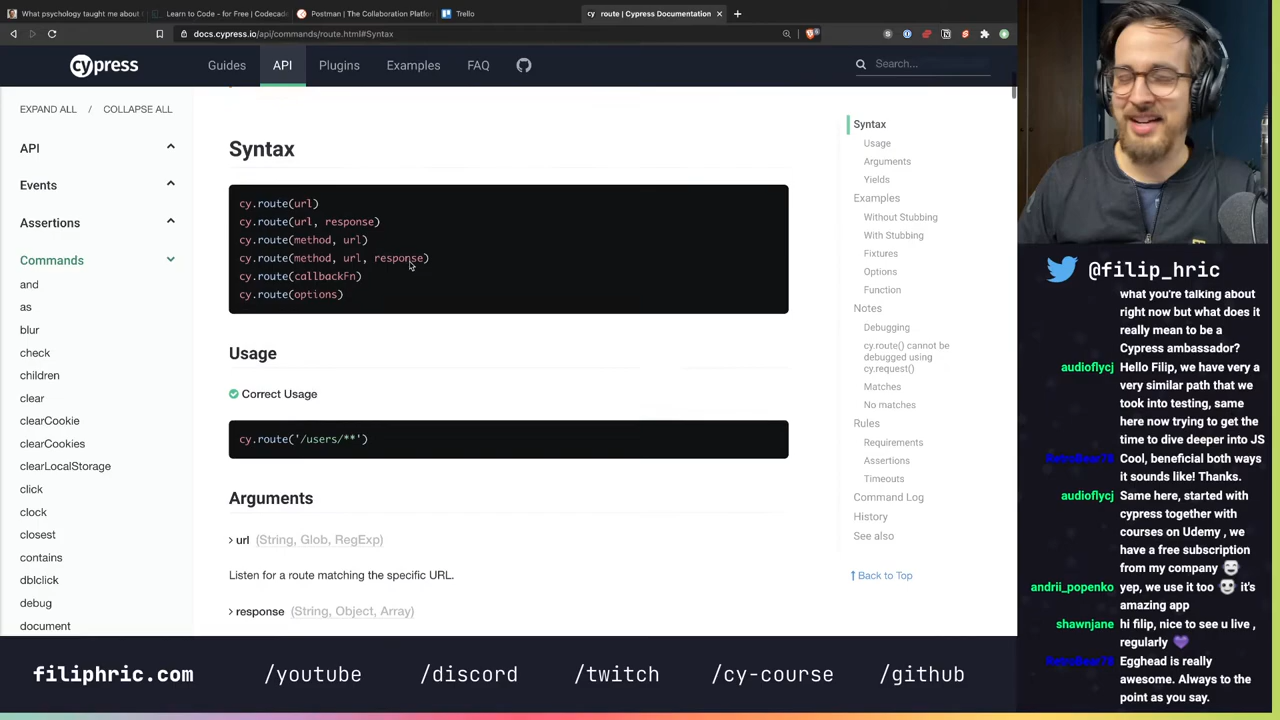 What psychology taught me about
Learn to Code - for Free | Codecad
Postman | The Collaboration Platfor
Trello
cy route | Cypress Documentation
docs.cypress.io/api/commands/route.html#Syntax
cypress
Guides
API
Plugins
Examples
FAQ
Search...
EXPAND ALL / COLLAPSE ALL
API
Events
Assertions
Commands
and
as
blur
check
children
clear
clearCookie
clearCookies
clearLocalStorage
click
clock
closest
contains
dblclick
debug
document
Syntax
cy.route(url)
cy.route(url, response)
cy.route(method, url)
cy.route(method, url, response)
cy.route(callbackFn)
cy.route(options)
Usage
Correct Usage
cy.route('/users/**')
Arguments
url (String, Glob, RegExp)
Listen for a route matching the specific URL.
response (String, Object, Array)
Syntax
Usage
Arguments
Yields
Examples
Without Stubbing
With Stubbing
Fixtures
Options
Function
Notes
Debugging
cy.route() cannot be
debugged using
cy.request()
Matches
No matches
Rules
Requirements
Assertions
Timeouts
Command Log
History
See also
Back to Top
@filip_hric
what you're talking about
right now but what does it
really mean to be a
Cypress ambassador?
audioflycj Hello Filip, we have very a
very similar path that we
took into testing, same
here now trying to get the
time to dive deeper into JS
RetroBear78 Cool, beneficial both ways
it sounds like! Thanks.
audioflycj Same here, started with
cypress together with
courses on Udemy , we
have a free subscription
from my company
andrii_popenko yep, we use it too it's
amazing app
shawnjane hi filip, nice to see u live ,
regularly
RetroBear78 Egghead is really
awesome. Always to the
point as you say.
filiphric.com
/youtube
/discord
/twitch
/cy-course
/github